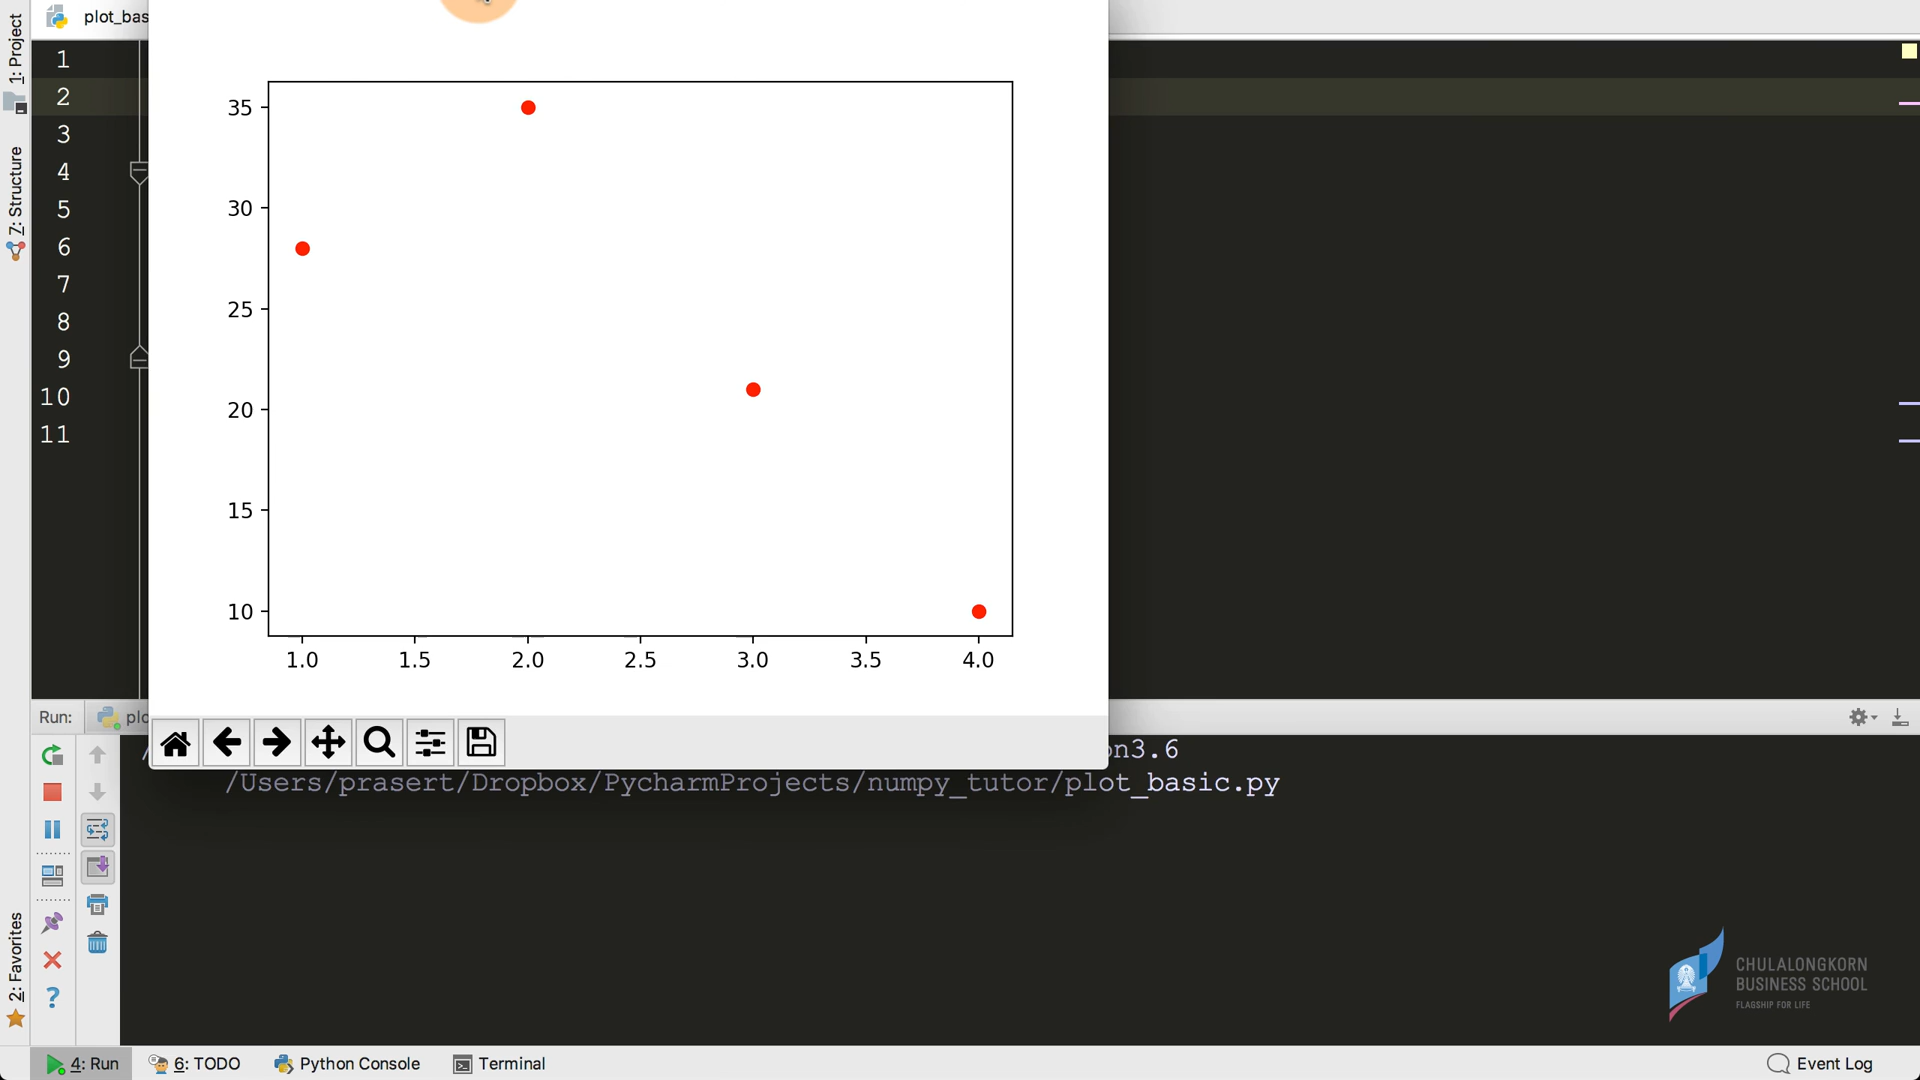 1: Project
plot_bas
1
2
3
7: Structure
4
5
6
7
8
9
10
11
35
30
25
20
15
10
1.0 1.5 2.0 2.5 3.0 3.5 4.0
Run: plo
n3.6
/Users/prasert/Dropbox/PycharmProjects/numpy_tutor/plot_basic.py
2: Favorites
?
CHULALONGKORN
BUSINESS SCHOOL
FLAGSHIP FOR LIFE
4: Run 6: TODO Python Console Terminal Event Log